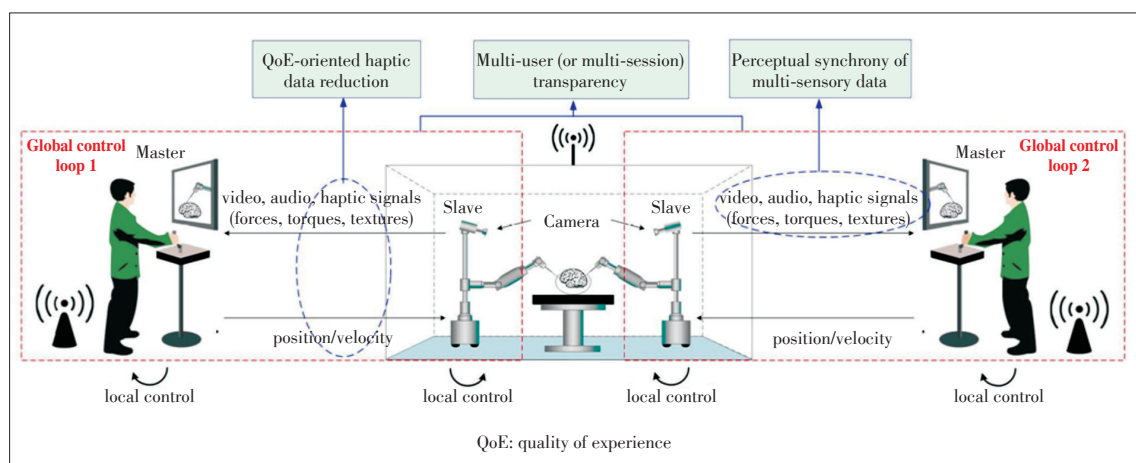 QoE-oriented haptic
data reduction
Multi-user (or multi-session)
transparency
Perceptual synchrony of
multi-sensory data
Global control
loop 1
Master
video, audio, haptic signals
(forces, torques, textures)
Slave
Camera
Slave
video, audio, haptic signals
(forces, torques, textures)
Master
Global control
loop 2
position/velocity
position/velocity
local control
local control
local control
local control
QoE: quality of experience